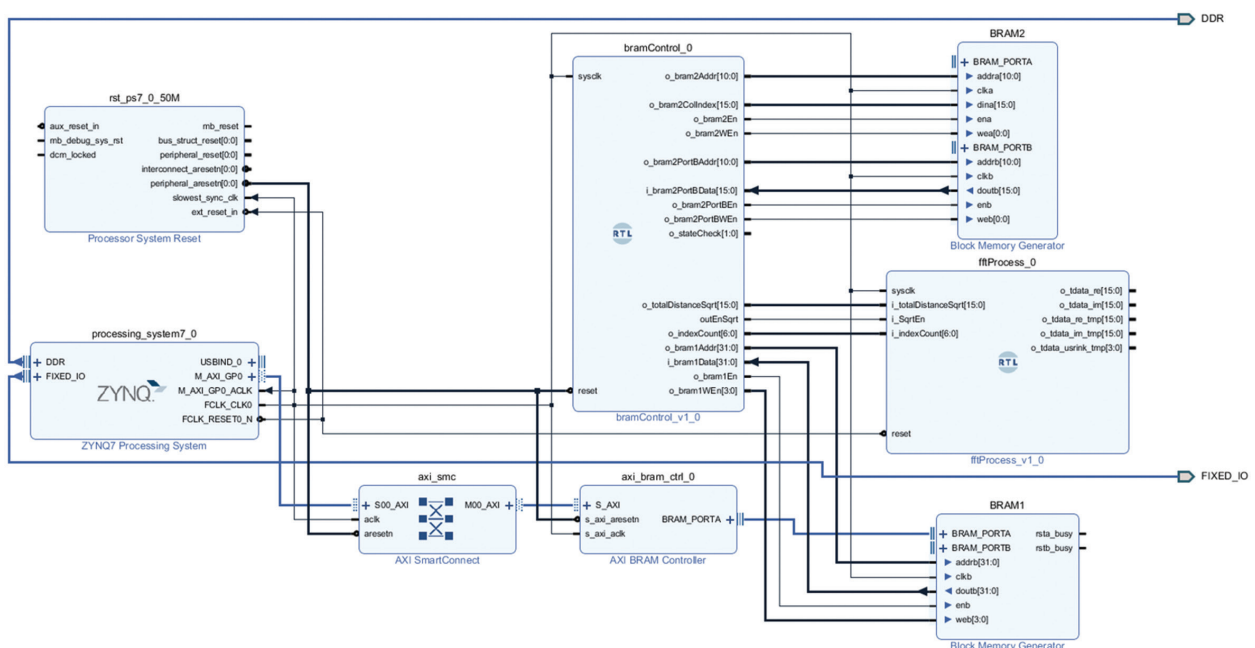 DDR
BRAM2
bramControl_0
BRAM_PORTA
sysclk
o_bram2Addr[10:0]
addra[10:0]
clka
o_bram2ColIndex[15:0]
dina[15:0]
o_bram2En
ena
o_bram2WEn
wea[0:0]
BRAM_PORTB
o_bram2PortBAddr[10:0]
addrb[10:0]
clkb
i_bram2PortBData[15:0]
doutb[15:0]
o_bram2PortBEn
enb
o_bram2PortBWEn
web[0:0]
o_stateCheck[1:0]
RTL
Block Memory Generator
rst_ps7_0_50M
aux_reset_in
mb_reset
mb_debug_sys_rst
bus_struct_reset[0:0]
dcm_locked
peripheral_reset[0:0]
interconnect_aresetn[0:0]
peripheral_aresetn[0:0]
slowest_sync_clk
ext_reset_in
Processor System Reset
fftProcess_0
sysclk
o_tdata_re[15:0]
o_totalDistanceSqrt[15:0]
i_totalDistanceSqrt[15:0]
o_tdata_im[15:0]
outEnSqrt
i_SqrtEn
o_tdata_re_tmp[15:0]
o_indexCount[6:0]
i_indexCount[6:0]
o_tdata_im_tmp[15:0]
o_bram1Addr[31:0]
o_tdata_usrink_tmp[3:0]
i_bram1Data[31:0]
RTL
o_bram1En
reset
o_bram1WEn[3:0]
bramControl_v1_0
reset
fftProcess_v1_0
processing_system7_0
DDR
USBIND_0
FIXED_IO
M_AXI_GP0
ZYNQ
M_AXI_GP0_ACLK
FCLK_CLK0
FCLK_RESET0_N
ZYNQ7 Processing System
FIXED_IO
axi_smc
S00_AXI
M00_AXI
aclk
aresetn
AXI SmartConnect
axi_bram_ctrl_0
S_AXI
s_axi_aresetn
BRAM_PORTA
s_axi_aclk
AXI BRAM Controller
BRAM1
BRAM_PORTA
rsta_busy
BRAM_PORTB
rstb_busy
addrb[31:0]
clkb
doutb[31:0]
enb
web[3:0]
Block Memory Generator